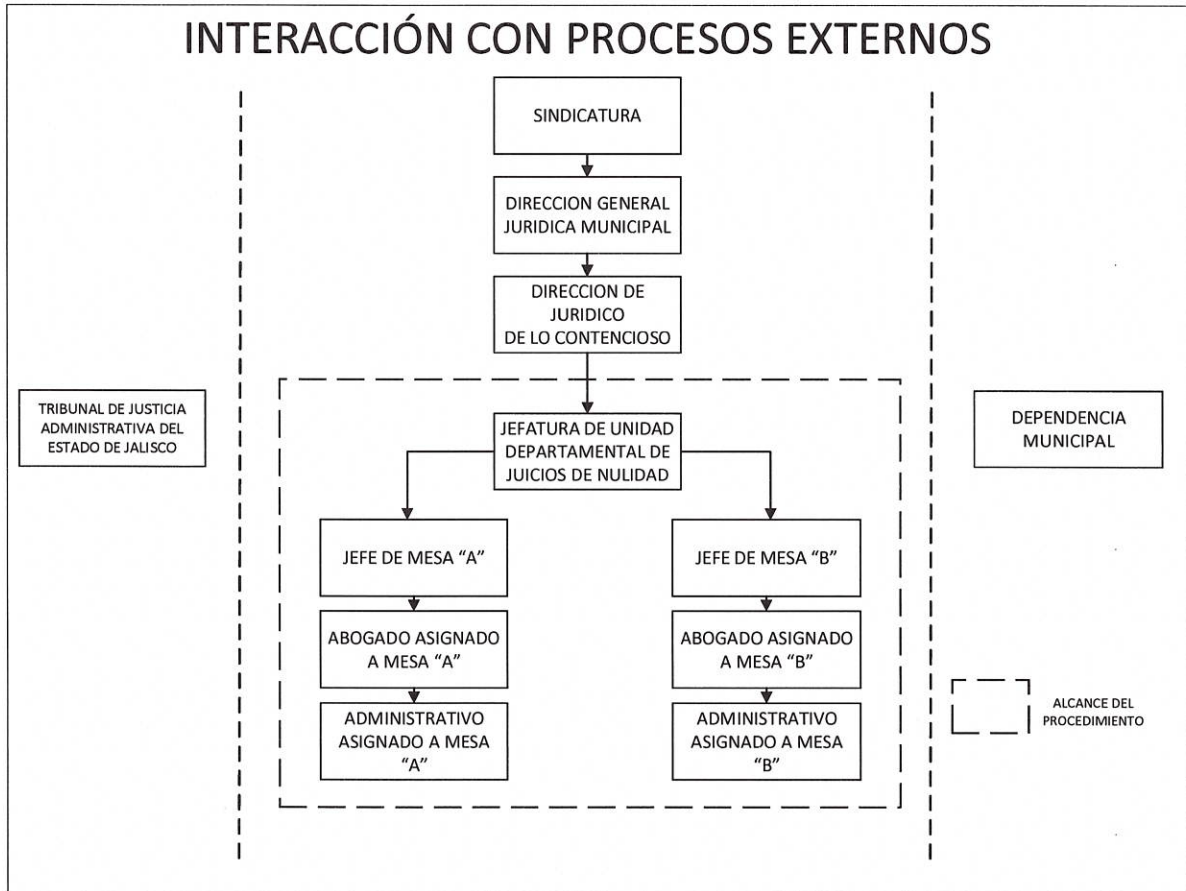 INTERACCIÓN CON PROCESOS EXTERNOS
SINDICATURA
DIRECCION GENERAL
JURIDICA MUNICIPAL
DIRECCION DE
JURIDICO
DE LO CONTENCIOSO
TRIBUNAL DE JUSTICIA
ADMINISTRATIVA DEL
ESTADO DE JALISCO
JEFATURA DE UNIDAD
DEPARTAMENTAL DE
JUICIOS DE NULIDAD
DEPENDENCIA
MUNICIPAL
JEFE DE MESA “A”
JEFE DE MESA “B”
ABOGADO ASIGNADO
A MESA “A”
ABOGADO ASIGNADO
A MESA “B”
ADMINISTRATIVO
ASIGNADO A MESA
“A”
ADMINISTRATIVO
ASIGNADO A MESA
“B”
ALCANCE DEL
PROCEDIMIENTO